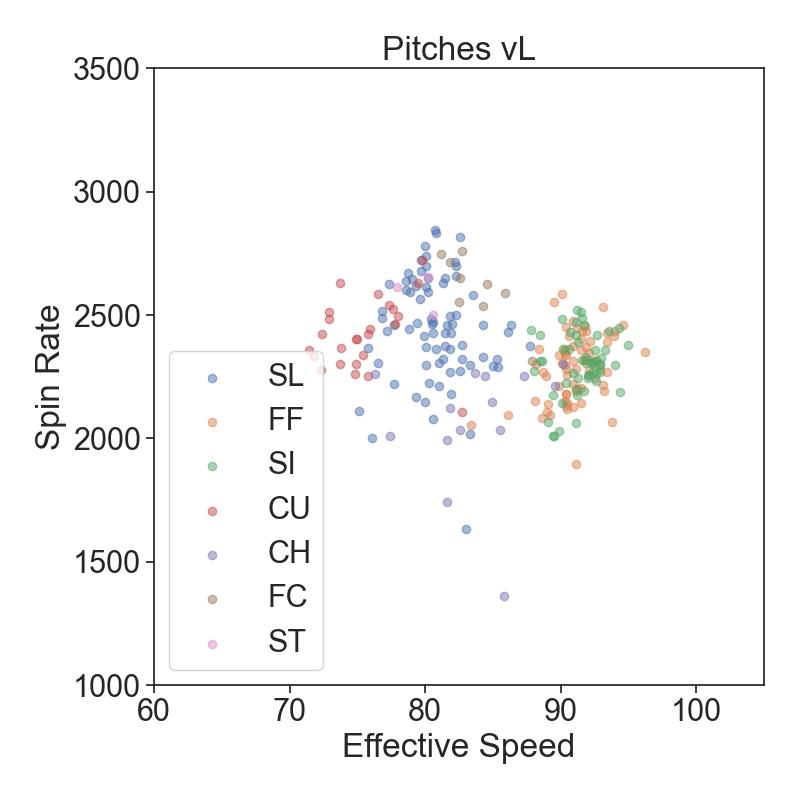 Pitches vL
3500
3000
2500
2000
1500
1000
Spin Rate
SL
FF
SI
CU
CH
FC
ST
60 70 80 90 100
Effective Speed